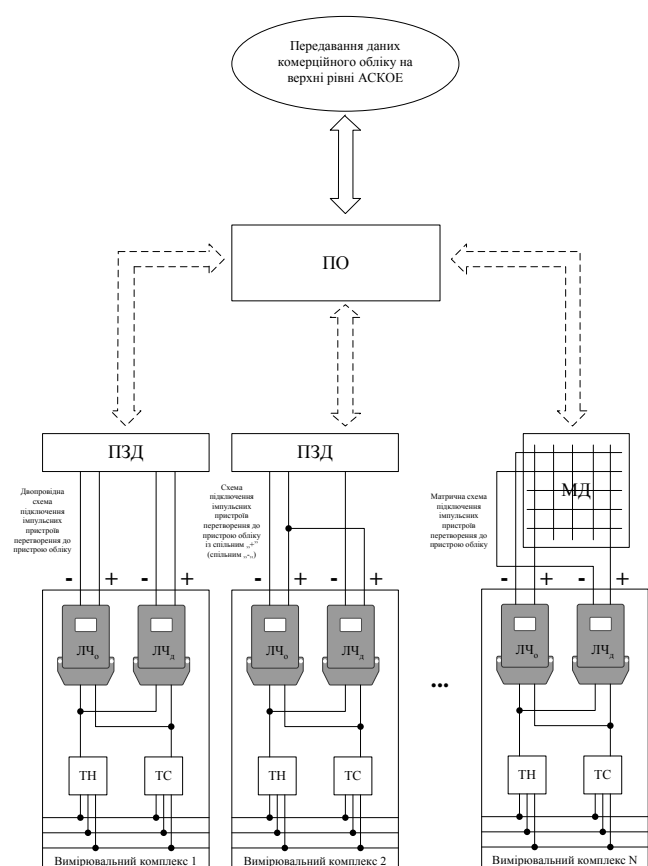 Передавання даних
комерційного обліку на
верхні рівні АСКОЕ
ПО
ПЗД
ПЗД
МД
Двопровідна
схема
підключення
імпульсних
пристроїв
перетворення до
пристрою обліку
Схема
підключення
імпульсних
пристроїв
перетворення до
пристрою обліку
із спільним „+”
(спільним „-„)
Матрична схема
підключення
імпульсних
пристроїв
перетворення до
пристрою обліку
- + - +
- + - +
- + - +
ЛЧо
ЛЧд
ЛЧо
ЛЧд
ЛЧо
ЛЧд
...
ТН
ТС
ТН
ТС
ТН
ТС
Вимірювальний комплекс 1
Вимірювальний комплекс 2
Вимірювальний комплекс N